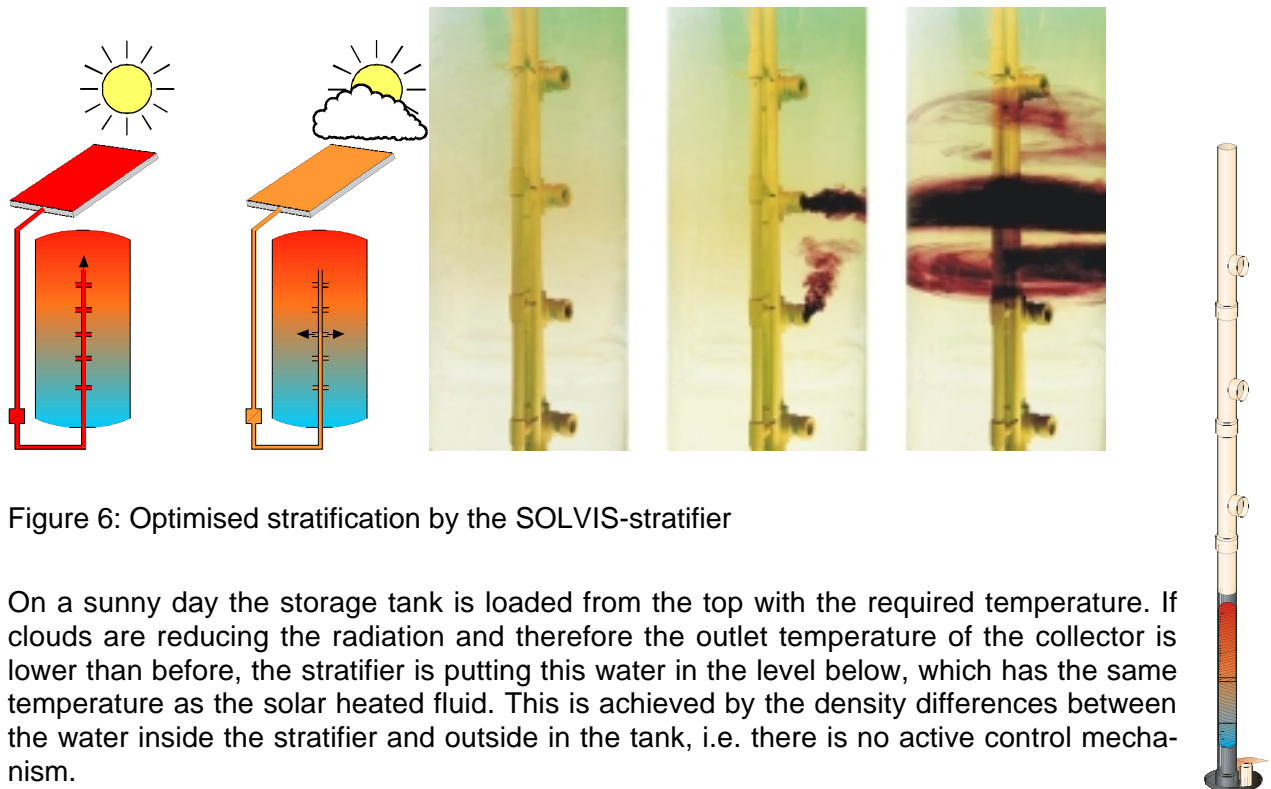 Figure 6: Optimised stratification by the SOLVIS-stratifier
On a sunny day the storage tank is loaded from the top with the required temperature. If
clouds are reducing the radiation and therefore the outlet temperature of the collector is
lower than before, the stratifier is putting this water in the level below, which has the same
temperature as the solar heated fluid. This is achieved by the density differences between
the water inside the stratifier and outside in the tank, i.e. there is no active control mecha-
nism.